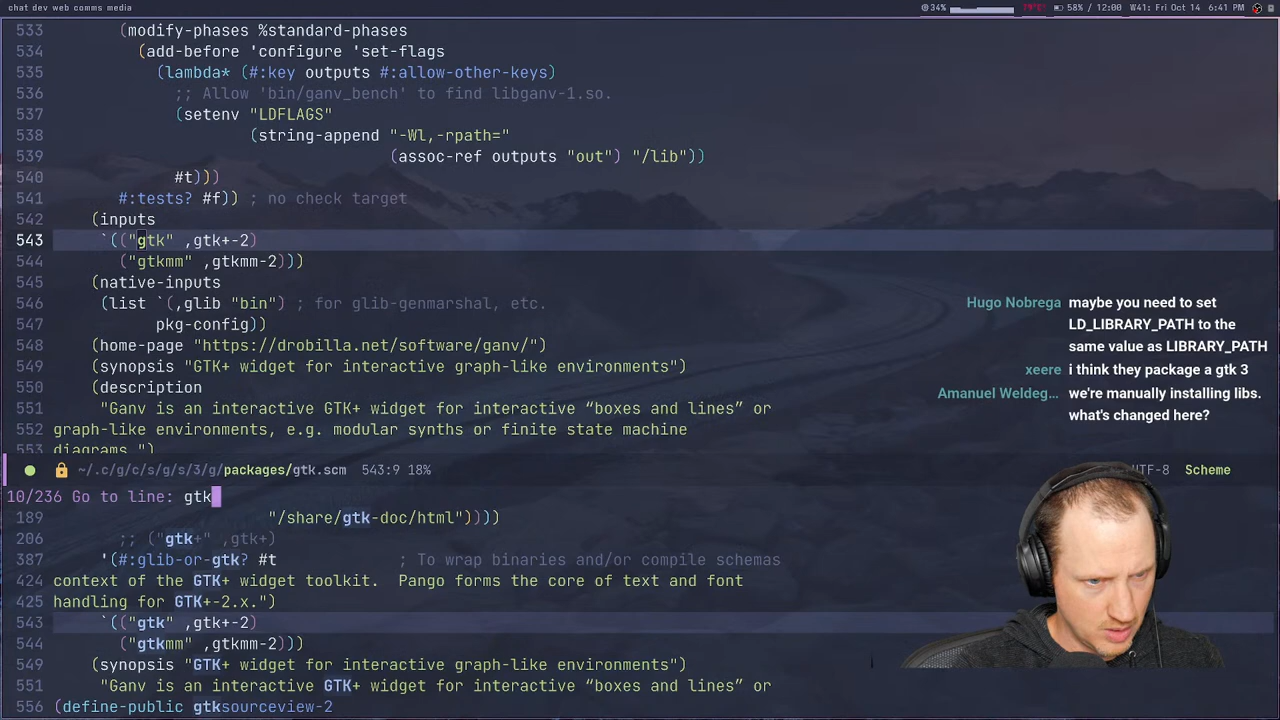 chat dev web comms media
34% 79°C 58% / 12:00 W41: Fri Oct 14 6:41 PM
533 (modify-phases %standard-phases
534 (add-before 'configure 'set-flags
535 (lambda* (#:key outputs #:allow-other-keys)
536 ;; Allow 'bin/ganv_bench' to find libganv-1.so.
537 (setenv "LDFLAGS"
538 (string-append "-Wl,-rpath="
539 (assoc-ref outputs "out") "/lib"))
540 #t)))
541 #:tests? #f)) ; no check target
542 (inputs
543 `(("gtk" ,gtk+-2)
544 ("gtkmm" ,gtkmm-2)))
545 (native-inputs
546 (list `(,glib "bin") ; for glib-genmarshal, etc.
547 pkg-config))
548 (home-page "https://drobilla.net/software/ganv/")
549 (synopsis "GTK+ widget for interactive graph-like environments")
550 (description
551 "Ganv is an interactive GTK+ widget for interactive “boxes and lines” or
552 graph-like environments, e.g. modular synths or finite state machine
553 diagrams.")
Hugo Nobrega maybe you need to set
LD_LIBRARY_PATH to the
same value as LIBRARY_PATH
xeere i think they package a gtk 3
Amanuel Weldeg… we're manually installing libs.
what's changed here?
~/.c/g/c/s/g/s/3/g/packages/gtk.scm 543:9 18% UTF-8 Scheme
10/236 Go to line: gtk
189 "/share/gtk-doc/html"))))
206 ;; ("gtk+" ,gtk+)
387 '(#:glib-or-gtk? #t ; To wrap binaries and/or compile schemas
424 context of the GTK+ widget toolkit. Pango forms the core of text and font
425 handling for GTK+-2.x.")
543 `(("gtk" ,gtk+-2)
544 ("gtkmm" ,gtkmm-2)))
549 (synopsis "GTK+ widget for interactive graph-like environments")
551 "Ganv is an interactive GTK+ widget for interactive “boxes and lines” or
556 (define-public gtksourceview-2